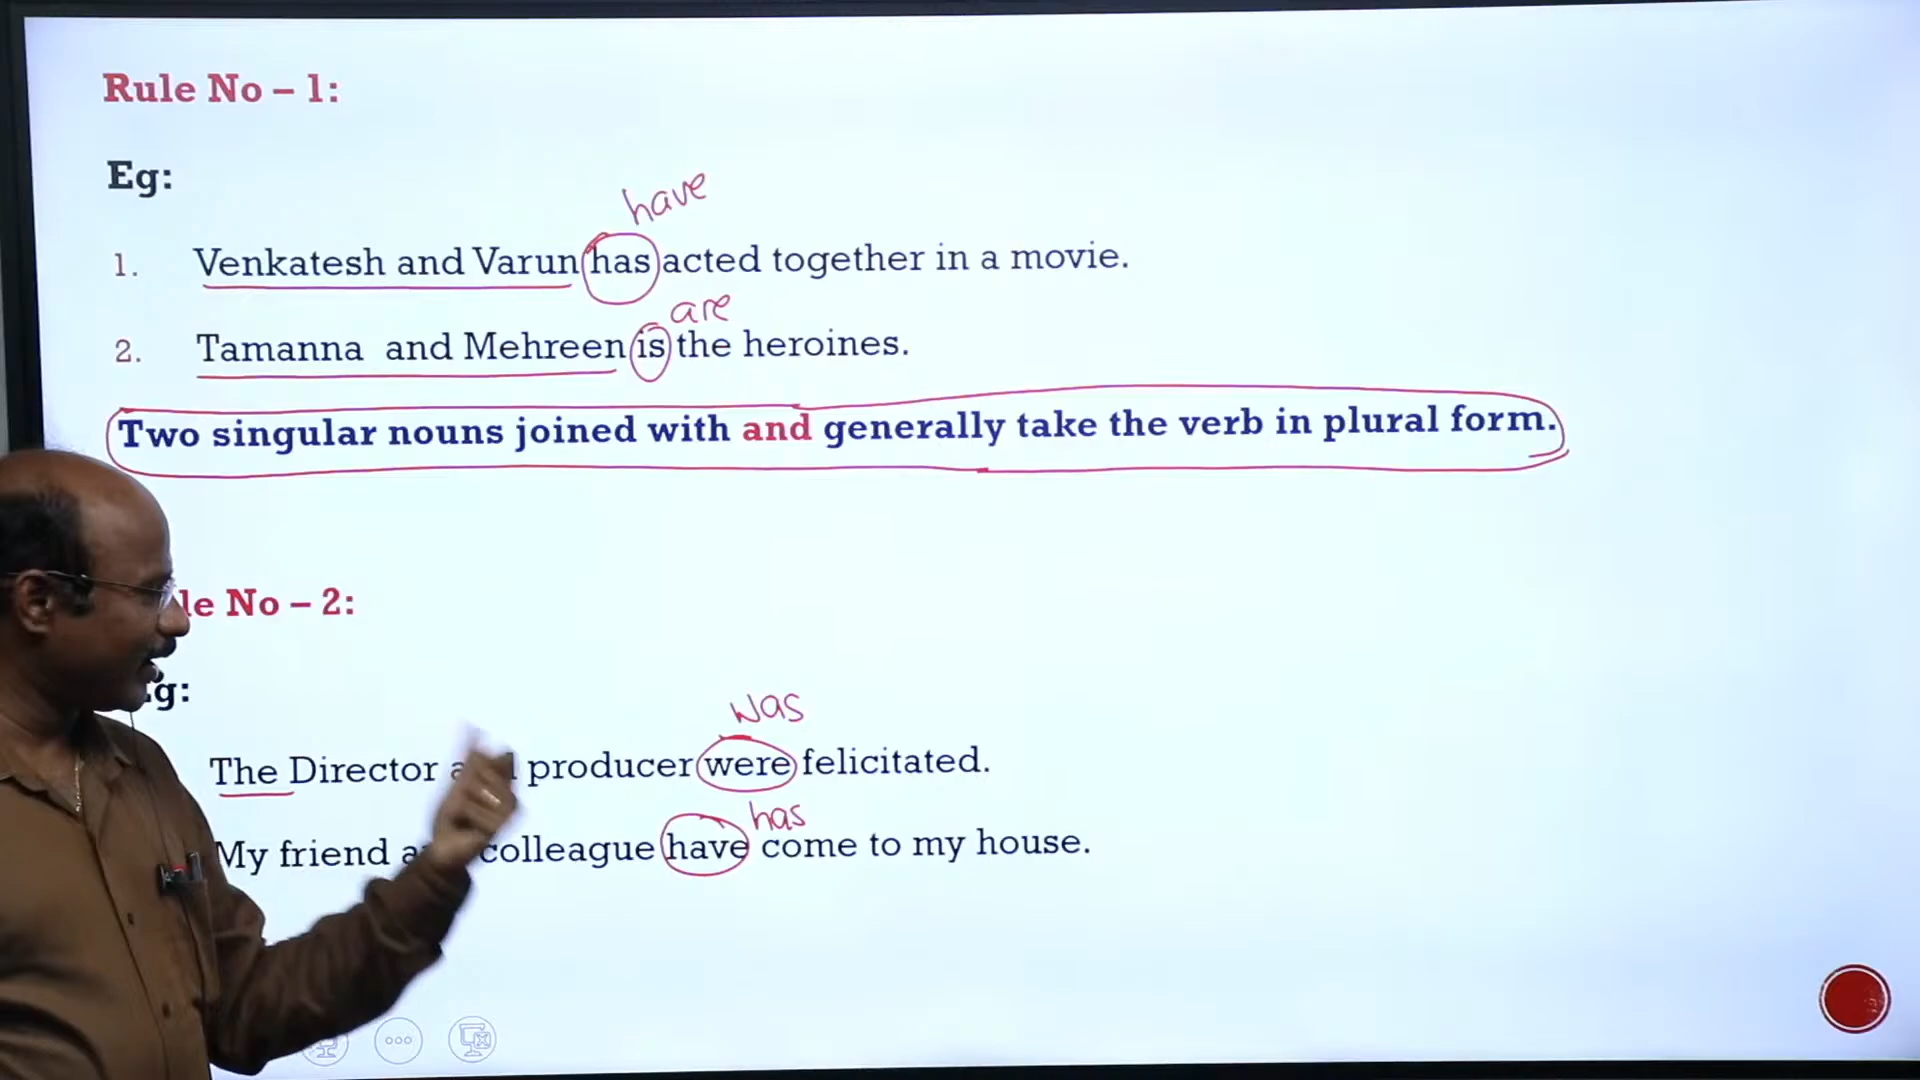 Rule No – 1:
Eg:
have
1. Venkatesh and Varun has acted together in a movie.
are
2. Tamanna and Mehreen is the heroines.
Two singular nouns joined with and generally take the verb in plural form.
le No – 2:
g:
was
The Director producer were felicitated.
has
My friend colleague have come to my house.